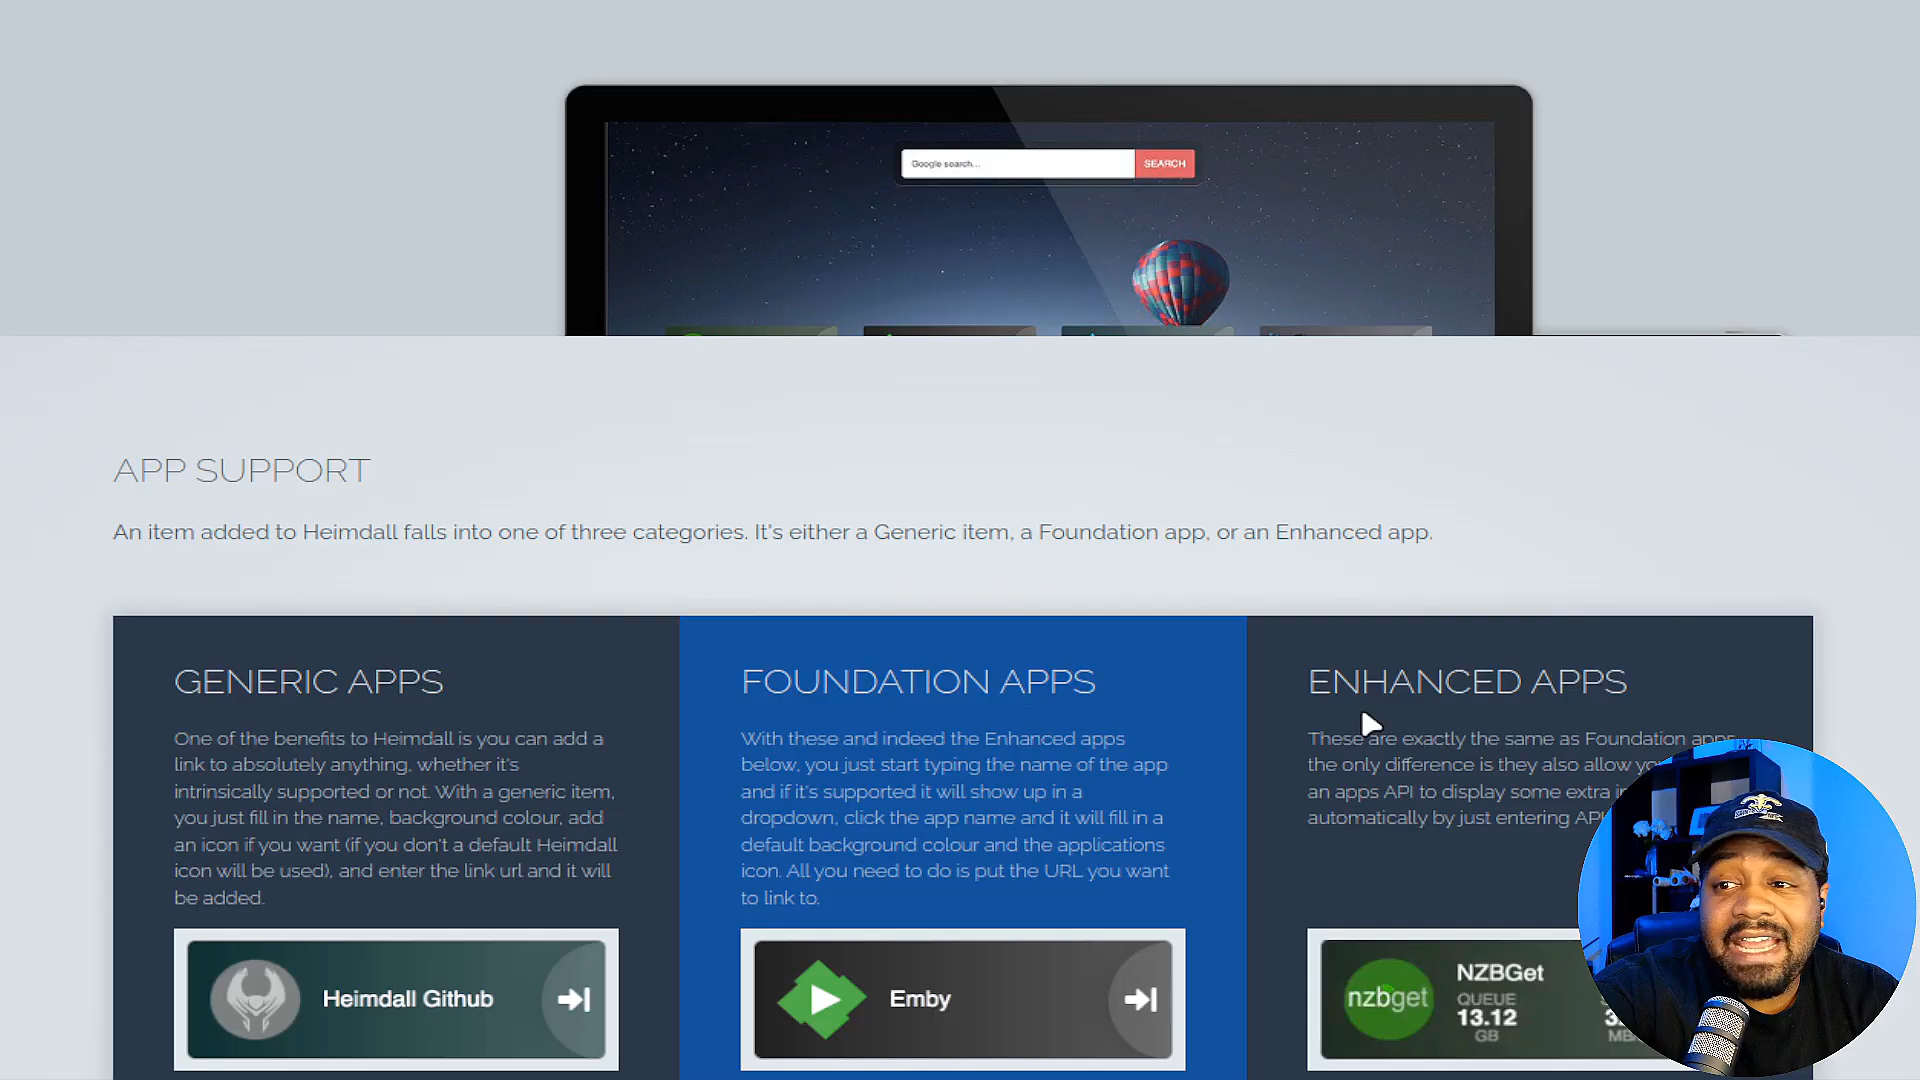 Google search...
SEARCH
APP SUPPORT
An item added to Heimdall falls into one of three categories. It's either a Generic item, a Foundation app, or an Enhanced app.
GENERIC APPS
One of the benefits to Heimdall is you can add a
link to absolutely anything, whether it's
intrinsically supported or not. With a generic item,
you just fill in the name, background colour, add
an icon if you want (if you don't a default Heimdall
icon will be used), and enter the link url and it will
be added.
Heimdall Github
FOUNDATION APPS
With these and indeed the Enhanced apps
below, you just start typing the name of the app
and if it's supported it will show up in a
dropdown, click the app name and it will fill in a
default background colour and the applications
icon. All you need to do is put the URL you want
to link to.
Emby
ENHANCED APPS
These are exactly the same as Foundation apps
the only difference is they also allow
an apps API to display some extra
automatically by just entering API
nzbget
NZBGet
QUEUE
13.12
GB